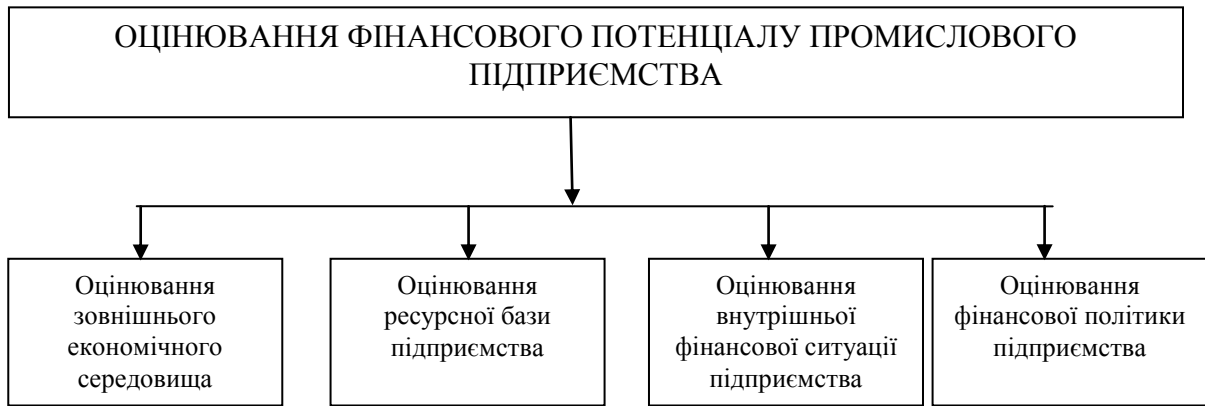 ОЦІНЮВАННЯ ФІНАНСОВОГО ПОТЕНЦІАЛУ ПРОМИСЛОВОГО
ПІДПРИЄМСТВА
Оцінювання
зовнішнього
економічного
середовища
Оцінювання
ресурсної бази
підприємства
Оцінювання
внутрішньої
фінансової ситуації
підприємства
Оцінювання
фінансової політики
підприємства